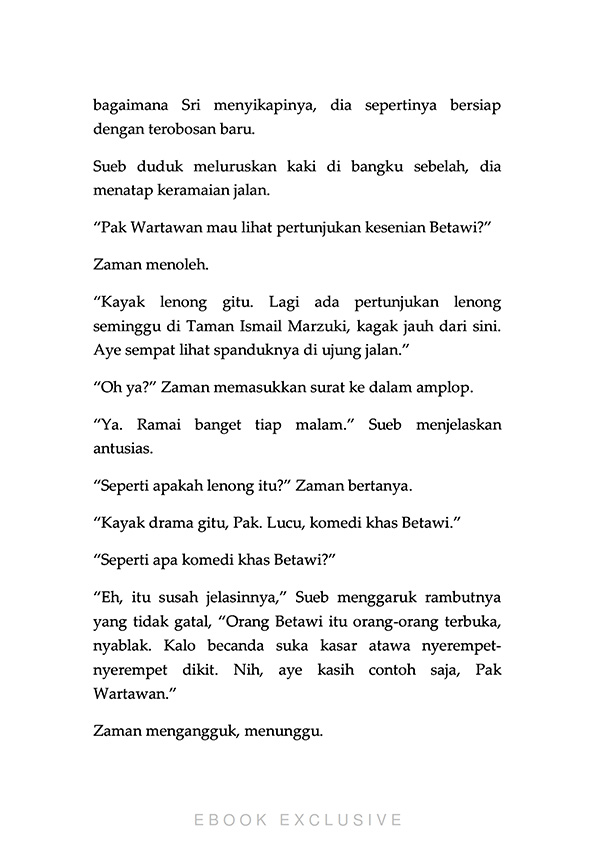 bagaimana Sri menyikapinya, dia sepertinya bersiap
dengan terobosan baru.
Sueb duduk meluruskan kaki di bangku sebelah, dia
menatap keramaian jalan.
“Pak Wartawan mau lihat pertunjukan kesenian Betawi?”
Zaman menoleh.
“Kayak lenong gitu. Lagi ada pertunjukan lenong
seminggu di Taman Ismail Marzuki, kagak jauh dari sini.
Aye sempat lihat spanduknya di ujung jalan.”
“Oh ya?” Zaman memasukkan surat ke dalam amplop.
“Ya. Ramai banget tiap malam.” Sueb menjelaskan
antusias.
“Seperti apakah lenong itu?” Zaman bertanya.
“Kayak drama gitu, Pak. Lucu, komedi khas Betawi.”
“Seperti apa komedi khas Betawi?”
“Eh, itu susah jelasinnya,” Sueb menggaruk rambutnya
yang tidak gatal, “Orang Betawi itu orang-orang terbuka,
nyablak. Kalo becanda suka kasar atawa nyerempet-
nyerempet dikit. Nih, aye kasih contoh saja, Pak
Wartawan.”
Zaman mengangguk, menunggu.
EBOOK EXCLUSIVE